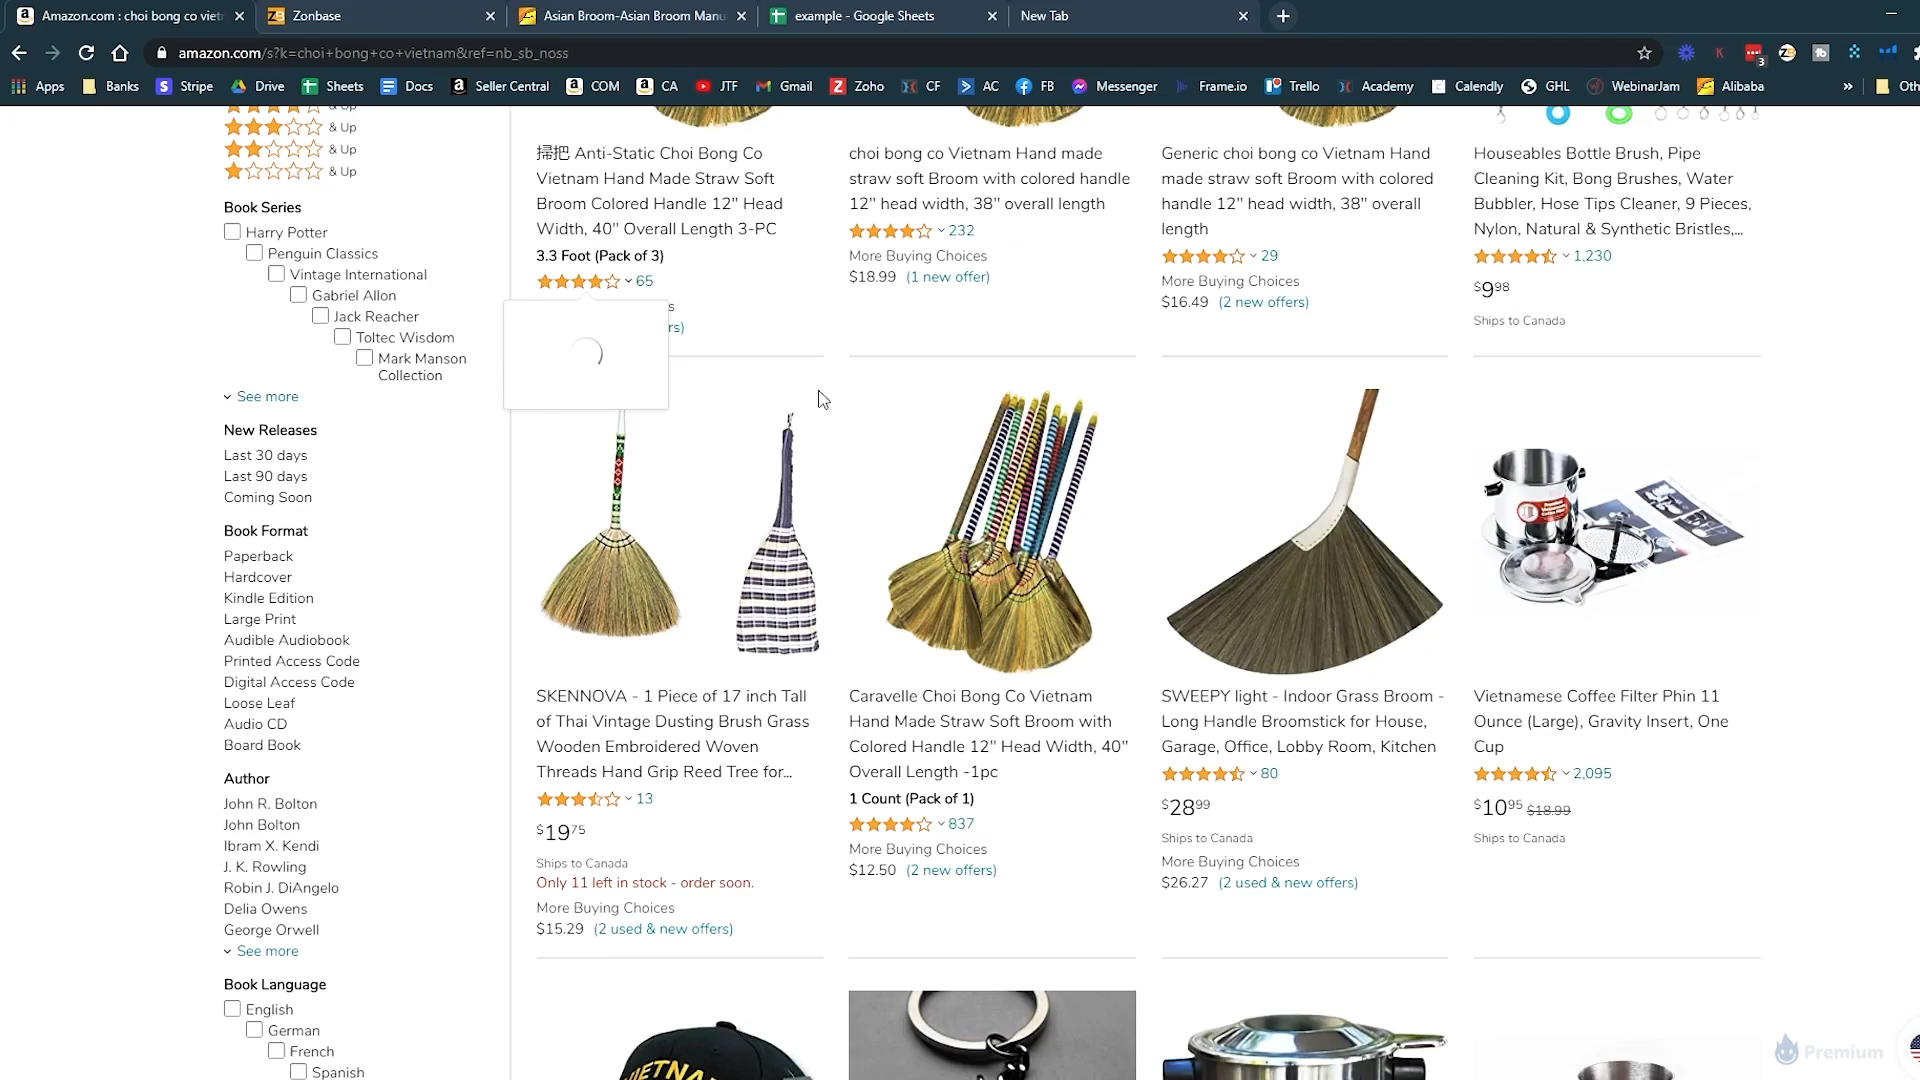 Amazon.com : choi bong co vietn
Zonbase
Asian Broom-Asian Broom Manu
example - Google Sheets
New Tab
amazon.com/s?k=choi+bong+co+vietnam&ref=nb_sb_noss
3
Apps
Banks
Stripe
Drive
Sheets
Docs
Seller Central
COM
CA
JTF
Gmail
Zoho
CF
AC
FB
Messenger
Frame.io
Trello
Academy
Calendly
GHL
WebinarJam
Alibaba
Oth
& Up
& Up
& Up
& Up
Book Series
Harry Potter
Penguin Classics
Vintage International
Gabriel Allon
Jack Reacher
Toltec Wisdom
Mark Manson
Collection
See more
New Releases
Last 30 days
Last 90 days
Coming Soon
Book Format
Paperback
Hardcover
Kindle Edition
Large Print
Audible Audiobook
Printed Access Code
Digital Access Code
Loose Leaf
Audio CD
Board Book
Author
John R. Bolton
John Bolton
Ibram X. Kendi
J. K. Rowling
Robin J. DiAngelo
Delia Owens
George Orwell
See more
Book Language
English
German
French
Spanish
掃把 Anti-Static Choi Bong Co
Vietnam Hand Made Straw Soft
Broom Colored Handle 12" Head
Width, 40" Overall Length 3-PC
3.3 Foot (Pack of 3)
65
s
rs)
choi bong co Vietnam Hand made
straw soft Broom with colored handle
12" head width, 38" overall length
232
More Buying Choices
$18.99 (1 new offer)
Generic choi bong co Vietnam Hand
made straw soft Broom with colored
handle 12" head width, 38" overall
length
29
More Buying Choices
$16.49 (2 new offers)
Houseables Bottle Brush, Pipe
Cleaning Kit, Bong Brushes, Water
Bubbler, Hose Tips Cleaner, 9 Pieces,
Nylon, Natural & Synthetic Bristles,...
1,230
$998
Ships to Canada
SKENNOVA - 1 Piece of 17 inch Tall
of Thai Vintage Dusting Brush Grass
Wooden Embroidered Woven
Threads Hand Grip Reed Tree for...
13
$1975
Ships to Canada
Only 11 left in stock - order soon.
More Buying Choices
$15.29 (2 used & new offers)
Caravelle Choi Bong Co Vietnam
Hand Made Straw Soft Broom with
Colored Handle 12" Head Width, 40"
Overall Length -1pc
1 Count (Pack of 1)
837
More Buying Choices
$12.50 (2 new offers)
SWEEPY light - Indoor Grass Broom -
Long Handle Broomstick for House,
Garage, Office, Lobby Room, Kitchen
80
$2899
Ships to Canada
More Buying Choices
$26.27 (2 used & new offers)
Vietnamese Coffee Filter Phin 11
Ounce (Large), Gravity Insert, One
Cup
2,095
$1095 $18.99
Ships to Canada
VIETNA
Premium